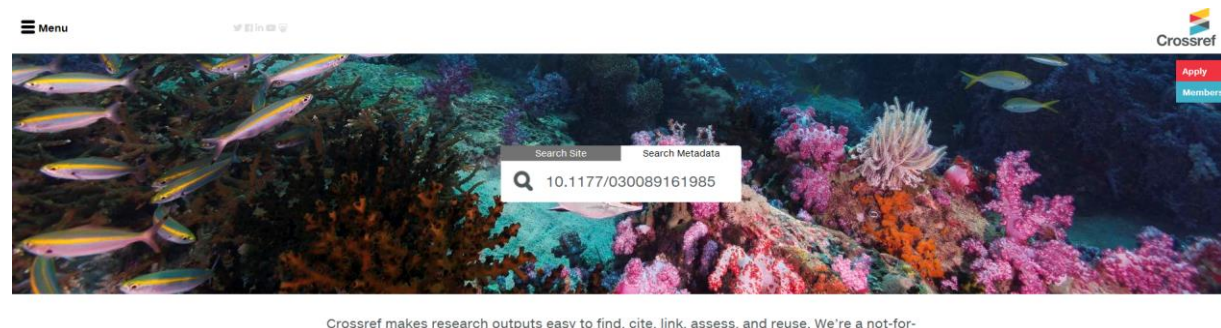 Menu
Crossref
Apply
Members
Search Site
Search Metadata
10.1177/030089161985
Crossref makes research outputs easy to find, cite, link, assess, and reuse. We're a not-for-